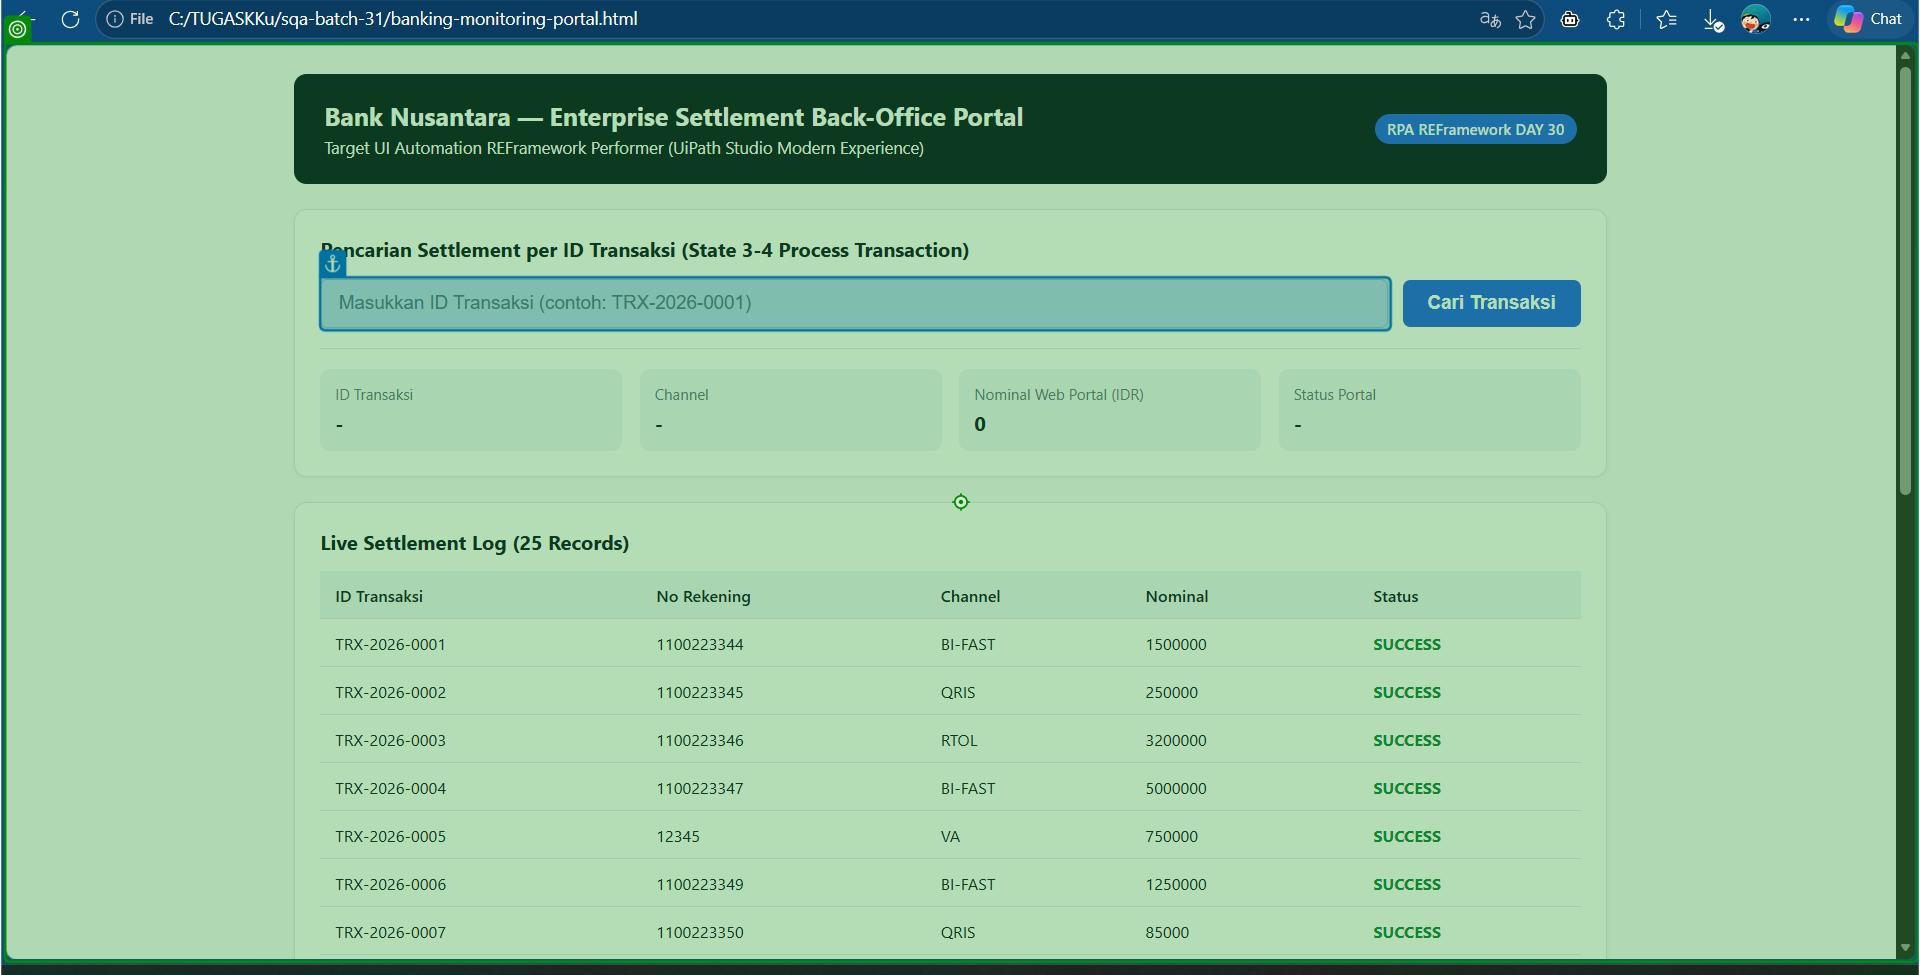 File C:/TUGASKKu/sqa-batch-31/banking-monitoring-portal.html
Chat
Bank Nusantara — Enterprise Settlement Back-Office Portal
Target UI Automation REFramework Performer (UiPath Studio Modern Experience)
RPA REFramework DAY 30
Pencarian Settlement per ID Transaksi (State 3-4 Process Transaction)
Masukkan ID Transaksi (contoh: TRX-2026-0001)
Cari Transaksi
ID Transaksi
-
Channel
-
Nominal Web Portal (IDR)
0
Status Portal
-
Live Settlement Log (25 Records)
ID Transaksi No Rekening Channel Nominal Status
TRX-2026-0001 1100223344 BI-FAST 1500000 SUCCESS
TRX-2026-0002 1100223345 QRIS 250000 SUCCESS
TRX-2026-0003 1100223346 RTOL 3200000 SUCCESS
TRX-2026-0004 1100223347 BI-FAST 5000000 SUCCESS
TRX-2026-0005 12345 VA 750000 SUCCESS
TRX-2026-0006 1100223349 BI-FAST 1250000 SUCCESS
TRX-2026-0007 1100223350 QRIS 85000 SUCCESS